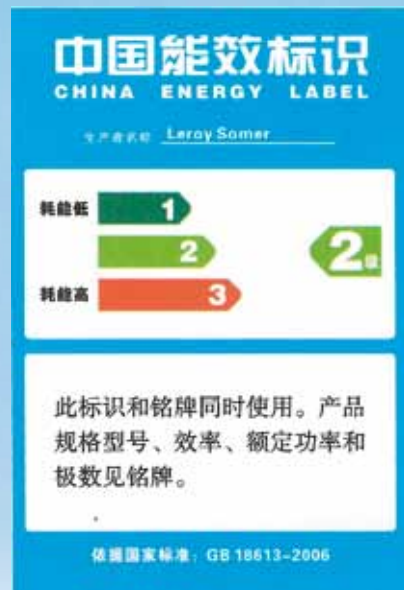 中国能效标识
CHINA ENERGY LABEL
生产者名称 Leroy Somer
耗能低 1
2 2级
耗能高 3
此标识和铭牌同时使用。产品
规格型号、效率、额定功率和
极数见铭牌。
依据国家标准：GB 18613-2006